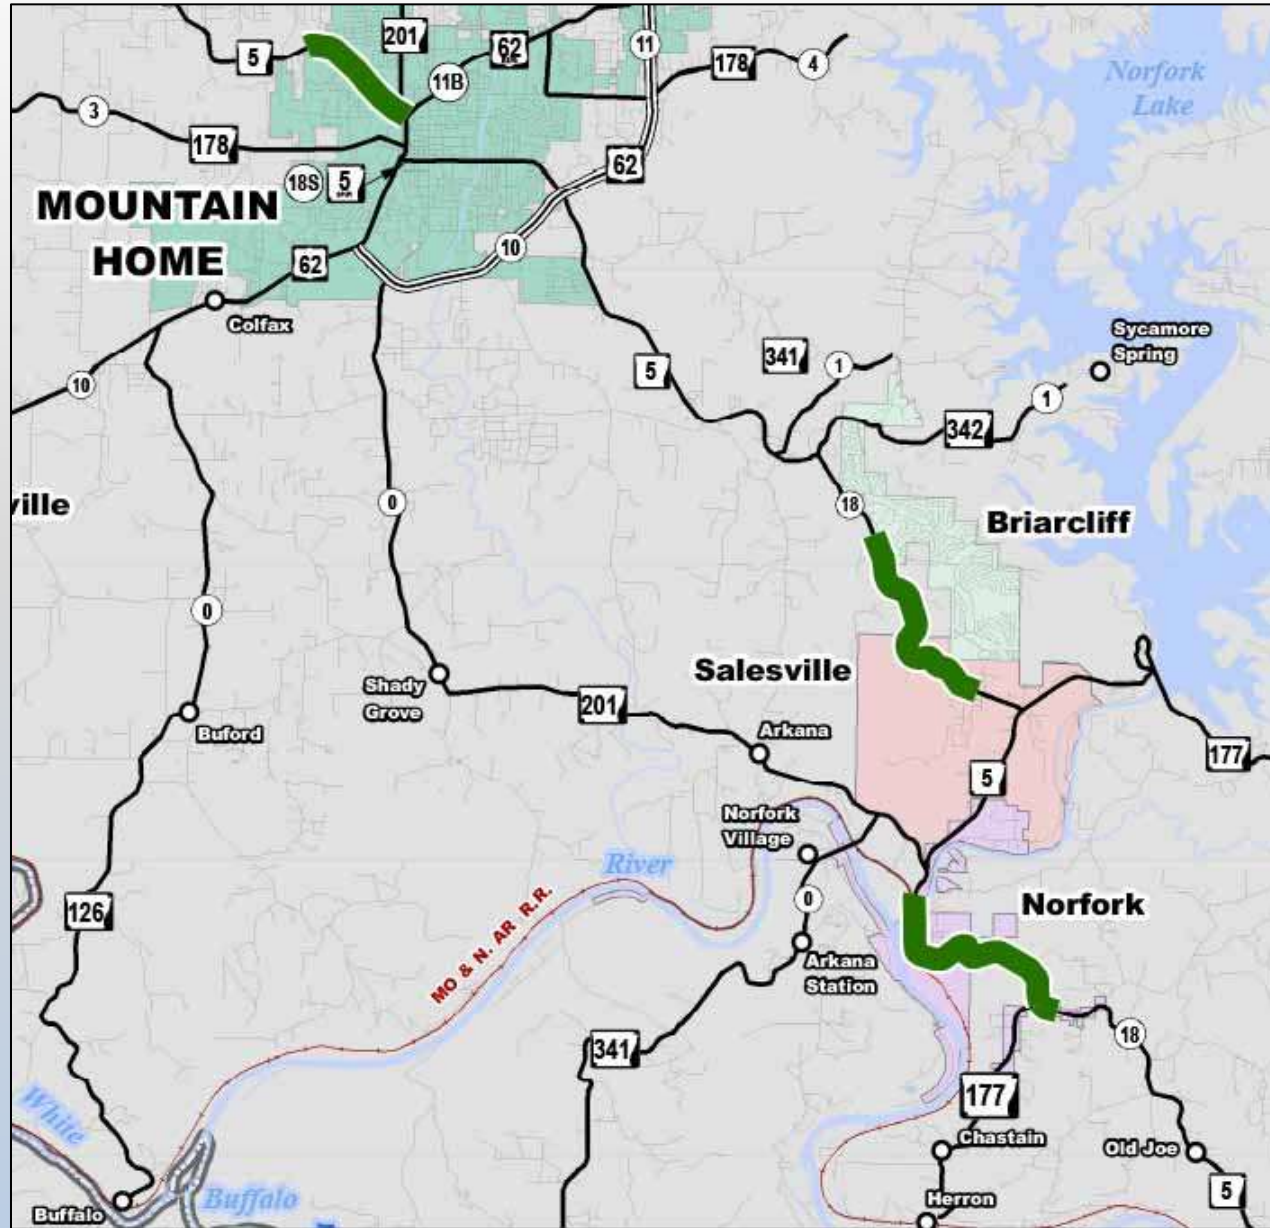 201
62
11
5
178
4
Norfork
Lake
11B
3
178
62
18S
5
MOUNTAIN
HOME
10
62
Colfax
Sycamore
Spring
341
1
5
10
1
342
ville
0
18
Briarcliff
0
Salesville
Shady
Grove
201
Buford
Arkana
177
5
Norfork
Village
River
126
0
Norfork
MO & N. AR R.R.
Arkana
Station
341
18
177
White
Chastain
Old Joe
Buffalo
Buffalo
Herron
5